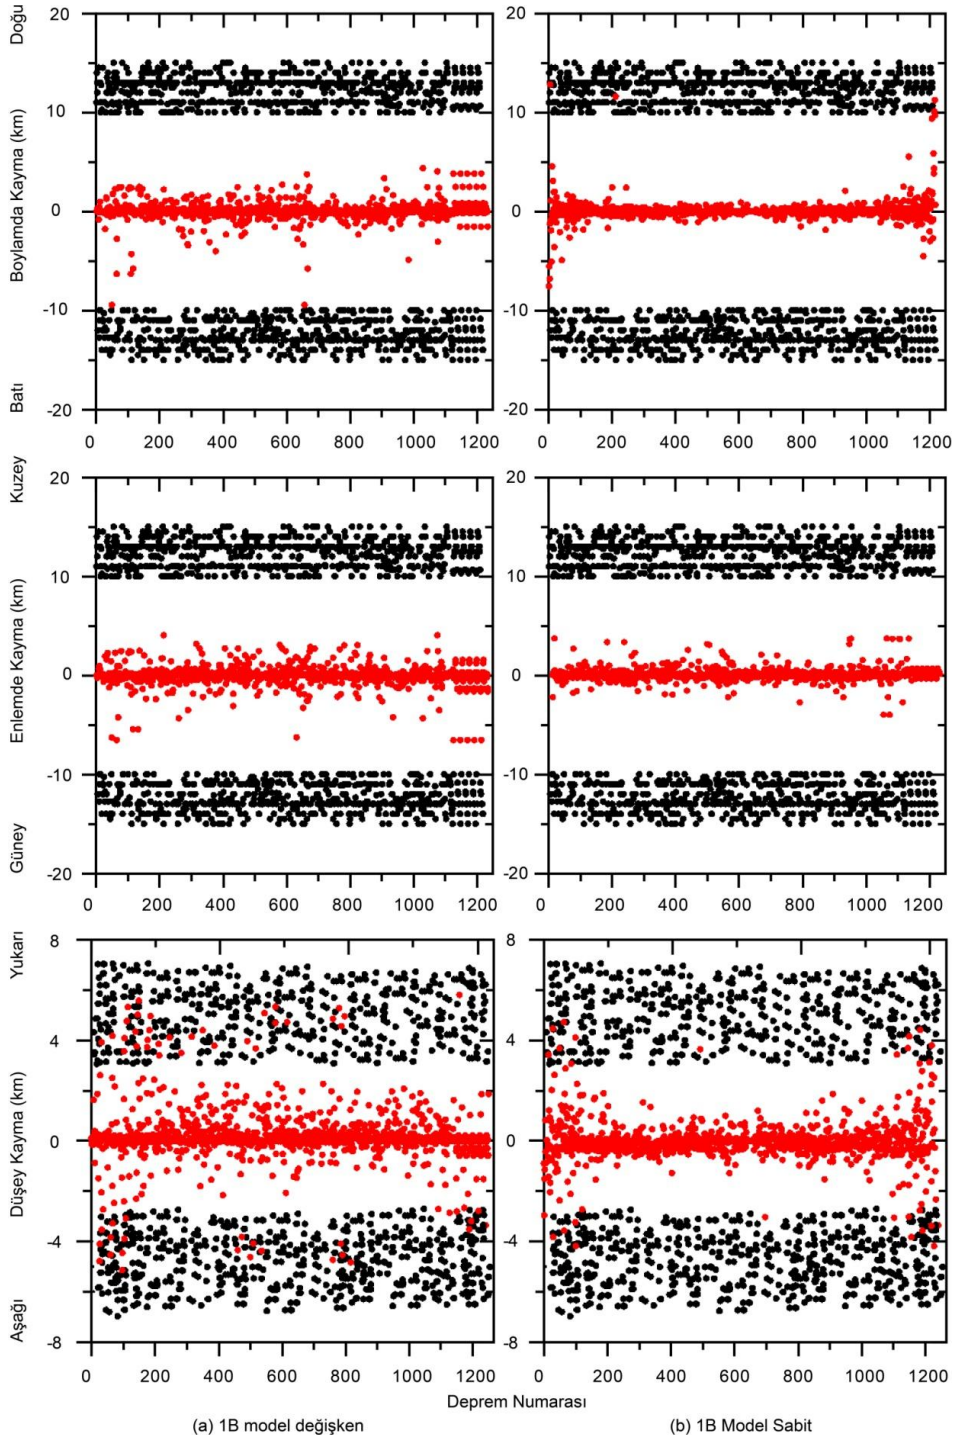 Doğu
Boylamda Kayma (km)
Batı
20
10
0
-10
-20
0 200 400 600 800 1000 1200
20
10
0
-10
-20
0 200 400 600 800 1000 1200
Kuzey
Enlemde Kayma (km)
Güney
20
10
0
-10
-20
0 200 400 600 800 1000 1200
20
10
0
-10
-20
0 200 400 600 800 1000 1200
Yukarı
Düşey Kayma (km)
Aşağı
8
4
0
-4
-8
0 200 400 600 800 1000 1200
8
4
0
-4
-8
0 200 400 600 800 1000 1200
Deprem Numarası
(a) 1B model değişken
(b) 1B Model Sabit